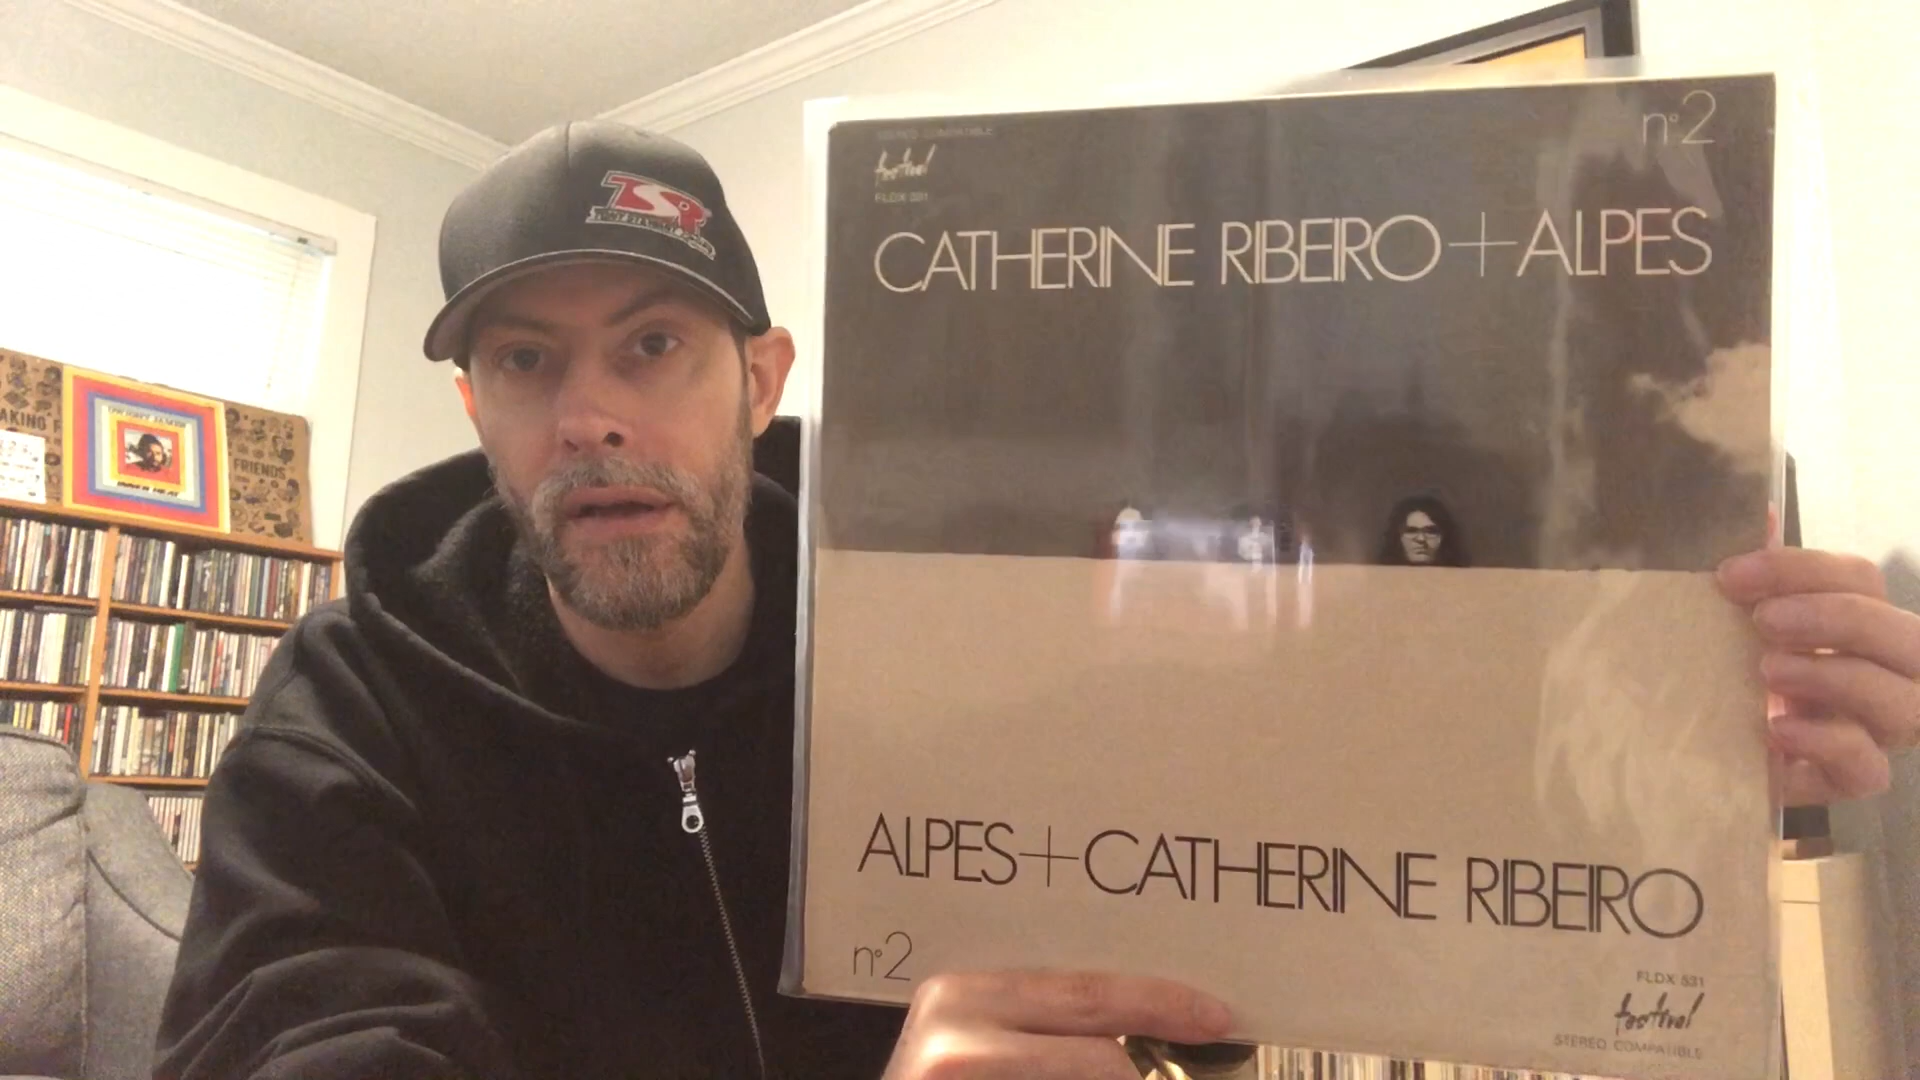 STEREO COMPATIBLE
festival
FLDX 531
n°2
CATHERINE RIBEIRO+ALPES
ALPES+CATHERINE RIBEIRO
n°2
FLDX 531
festival
STEREO COMPATIBLE
TSR
AKING F
FRIENDS